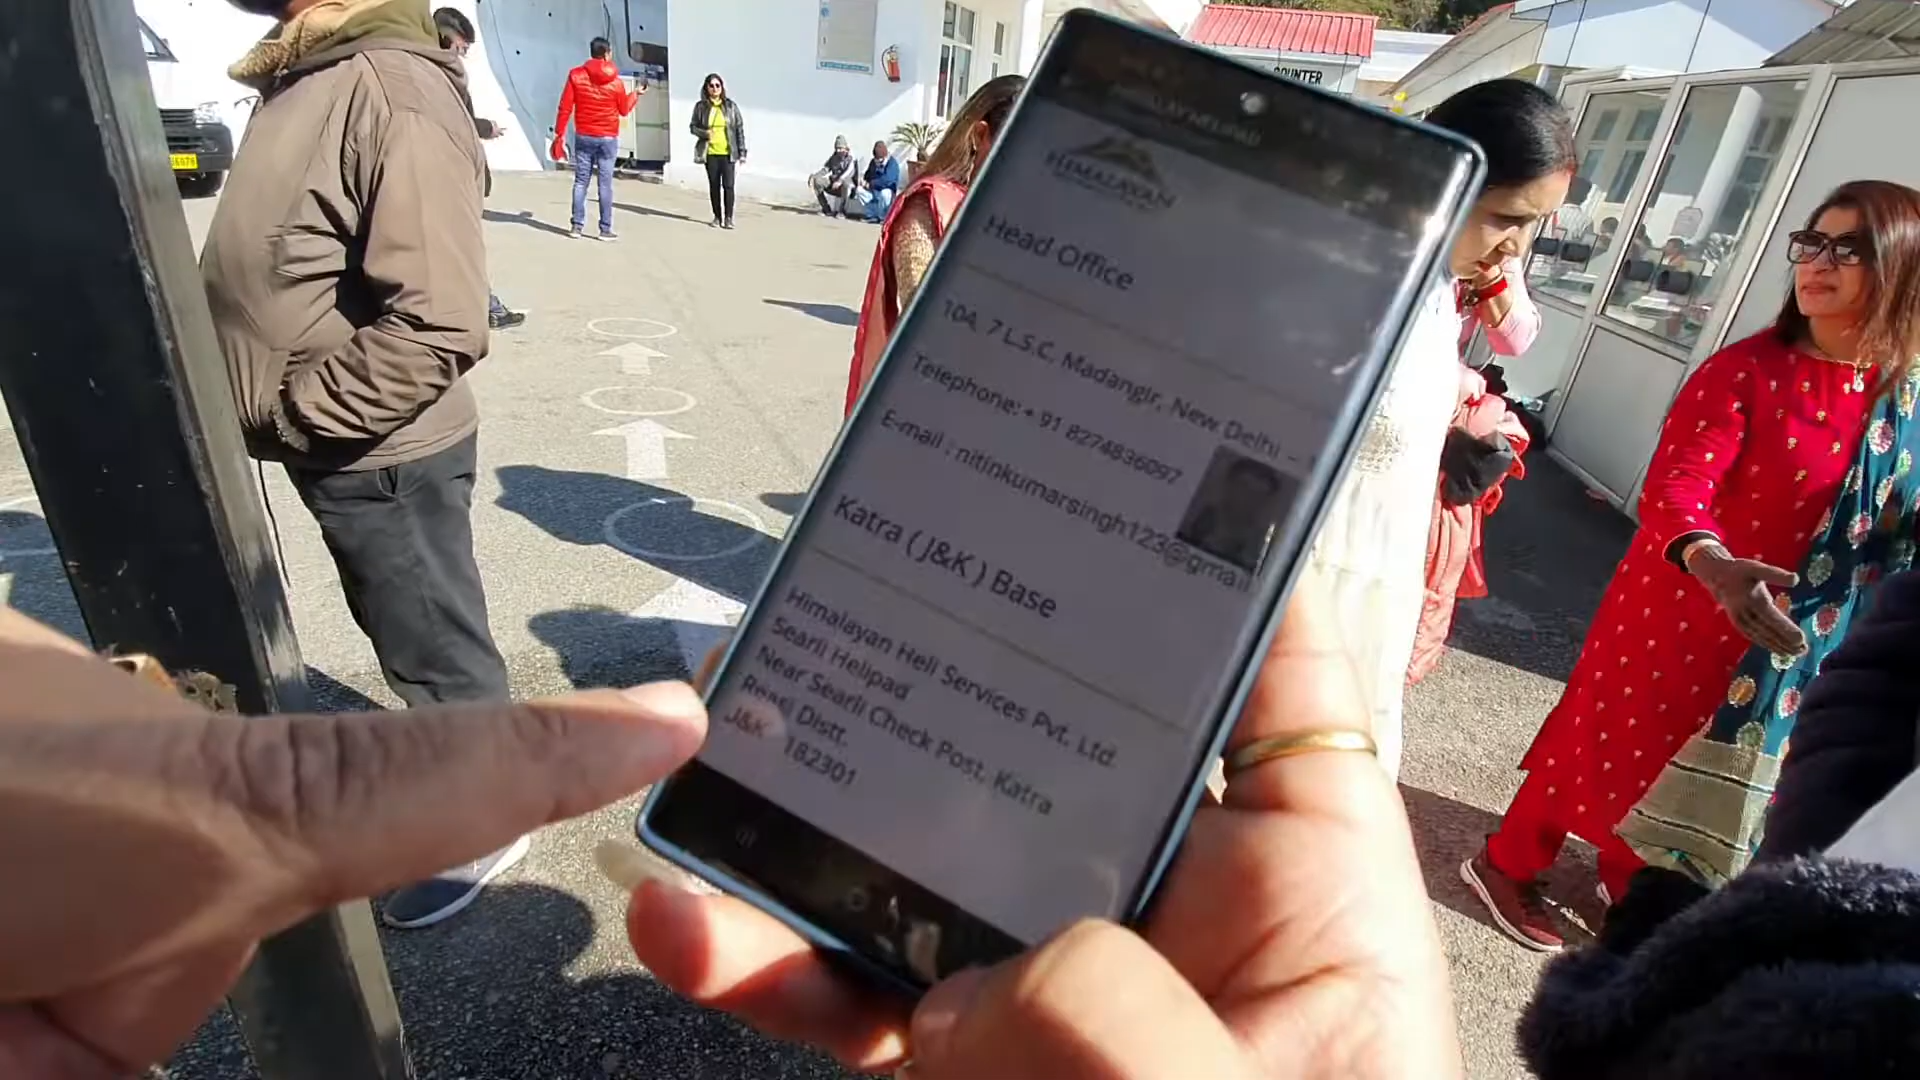 COUNTER
HIMALAYAN
Head Office
104, 7 L.S.C. Madangir, New Delhi –
Telephone: + 91 8274836097
E-mail : nitinkumarsingh123@gmail
Katra ( J&K ) Base
Himalayan Heli Services Pvt. Ltd.
Searli Helipad
Near Searli Check Post, Katra
Reasi Distt.
J&K 182301